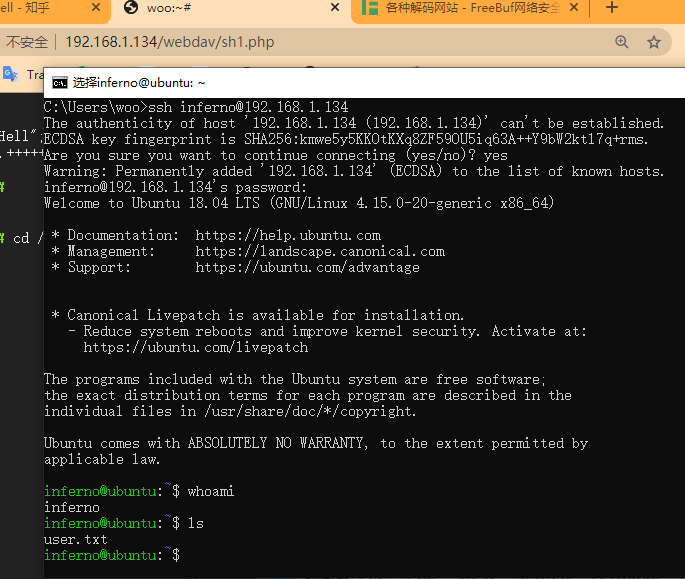 ell - 知乎
woo:~#
各种解码网站 - FreeBuf网络安全
不安全
192.168.1.134/webdav/sh1.php
Tra
选择inferno@ubuntu: ~
Hell"
.+++++
#
# cd /
C:\Users\woo>ssh inferno@192.168.1.134
The authenticity of host '192.168.1.134 (192.168.1.134)' can't be established.
ECDSA key fingerprint is SHA256:kmwe5y5KKOtKXq8ZF590U5iq63A++Y9bW2kt17q+rms.
Are you sure you want to continue connecting (yes/no)? yes
Warning: Permanently added '192.168.1.134' (ECDSA) to the list of known hosts.
inferno@192.168.1.134's password:
Welcome to Ubuntu 18.04 LTS (GNU/Linux 4.15.0-20-generic x86_64)
* Documentation: https://help.ubuntu.com
* Management: https://landscape.canonical.com
* Support: https://ubuntu.com/advantage
* Canonical Livepatch is available for installation.
- Reduce system reboots and improve kernel security. Activate at:
https://ubuntu.com/livepatch
The programs included with the Ubuntu system are free software;
the exact distribution terms for each program are described in the
individual files in /usr/share/doc/*/copyright.
Ubuntu comes with ABSOLUTELY NO WARRANTY, to the extent permitted by
applicable law.
inferno@ubuntu:~$ whoami
inferno
inferno@ubuntu:~$ ls
user.txt
inferno@ubuntu:~$